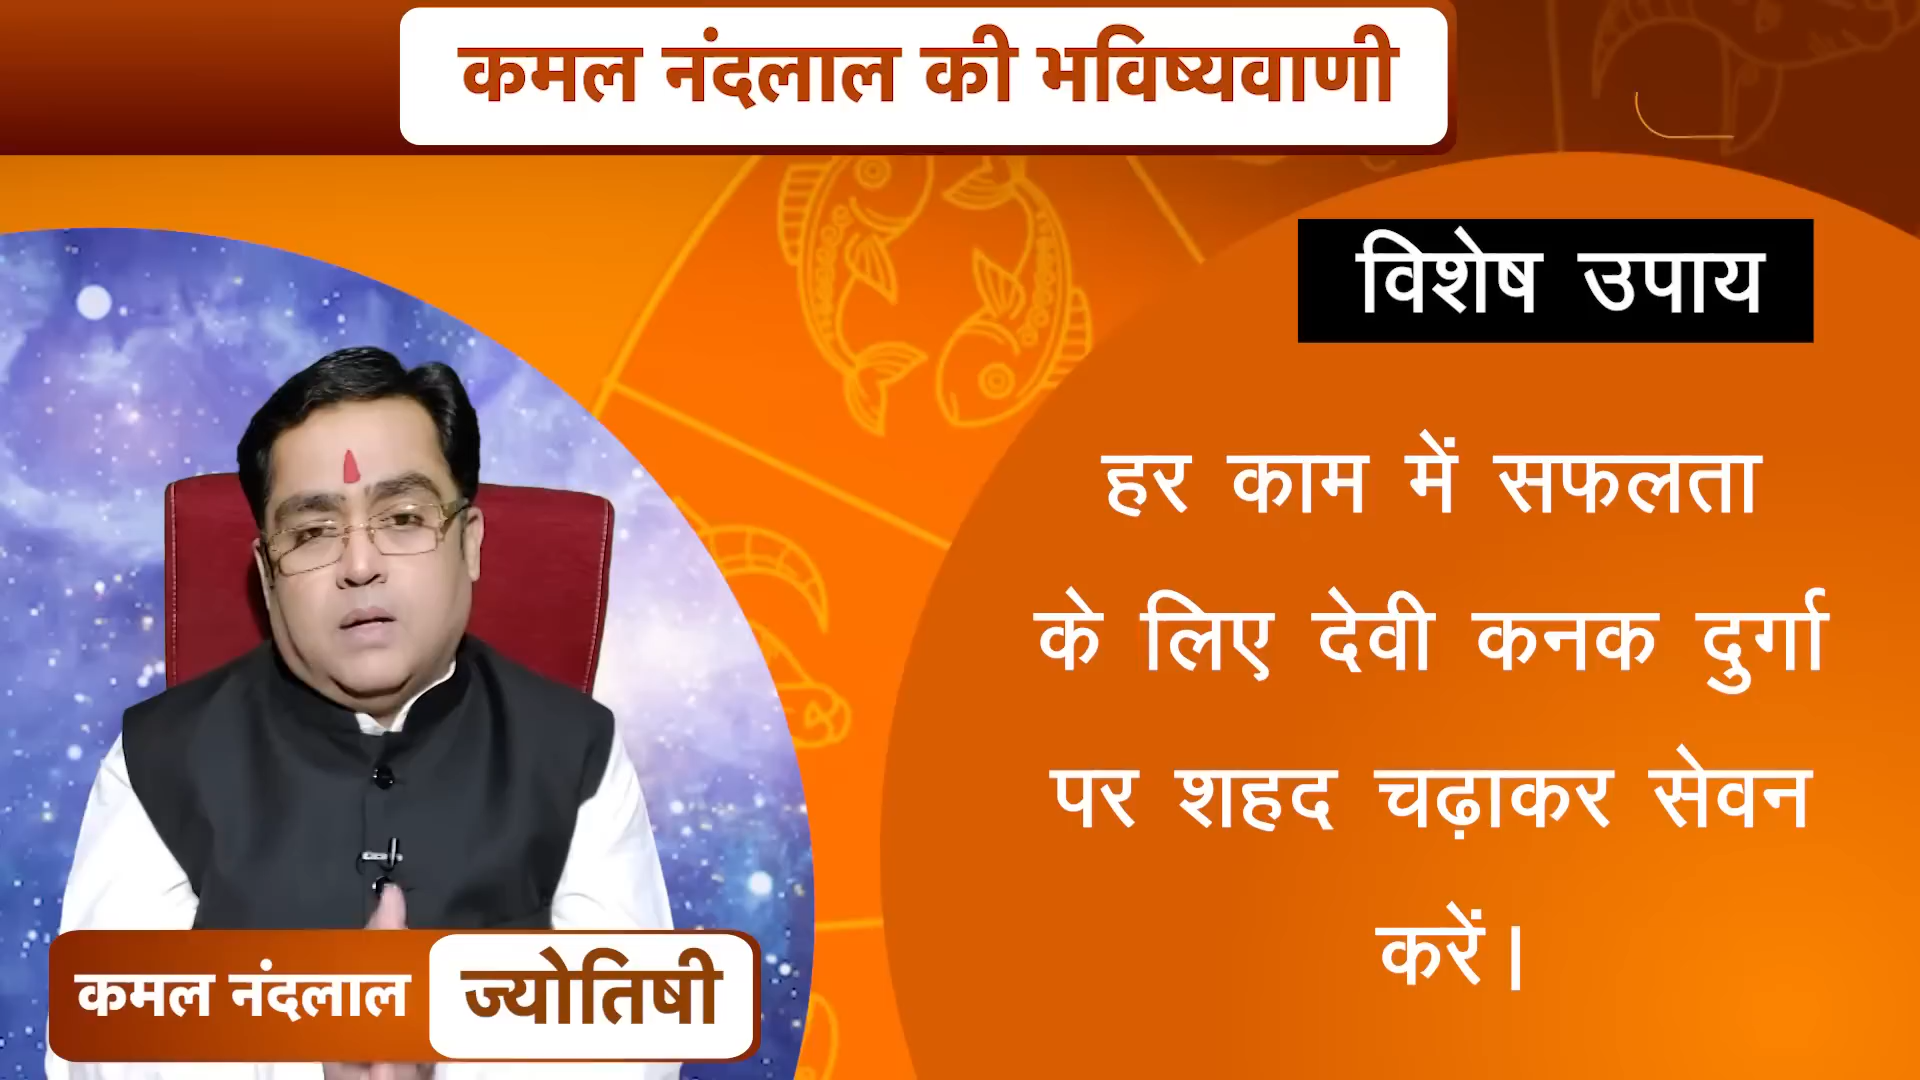 कमल नंदलाल की भविष्यवाणी
विशेष उपाय
हर काम में सफलता
के लिए देवी कनक दुर्गा
पर शहद चढ़ाकर सेवन
करें|
कमल नंदलाल ज्योतिषी